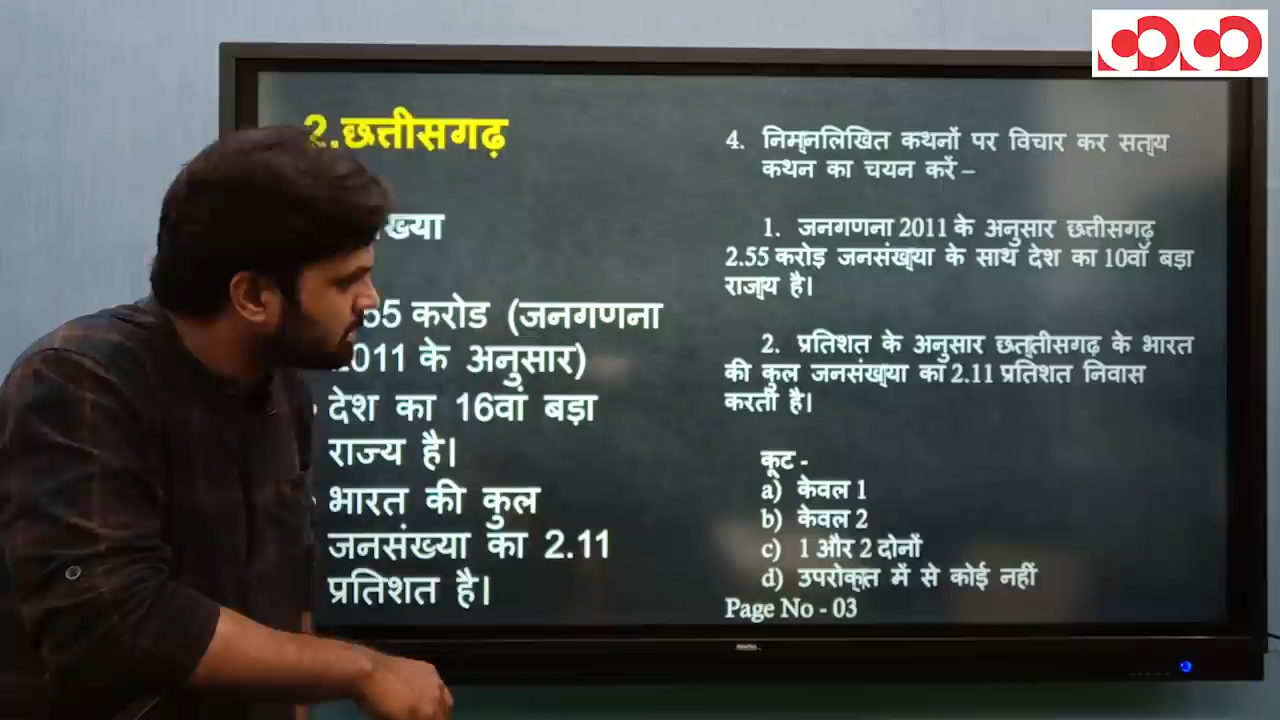 2.छत्तीसगढ़
ख्या
.55 करोड (जनगणना
2011 के अनुसार)
देश का 16वां बड़ा
राज्य है।
भारत की कुल
जनसंख्या का 2.11
प्रतिशत है।
4. निम्नलिखित कथनों पर विचार कर सत्य
कथन का चयन करें –
1. जनगणना 2011 के अनुसार छत्तीसगढ़
2.55 करोड़ जनसंख्या के साथ देश का 10वॉ बड़ा
राज्य है।
2. प्रतिशत के अनुसार छत्तीसगढ़ के भारत
की कुल जनसंख्या का 2.11 प्रतिशत निवास
करती है।
कूट -
a) केवल 1
b) केवल 2
c) 1 और 2 दोनों
d) उपरोक्त में से कोई नहीं
Page No - 03